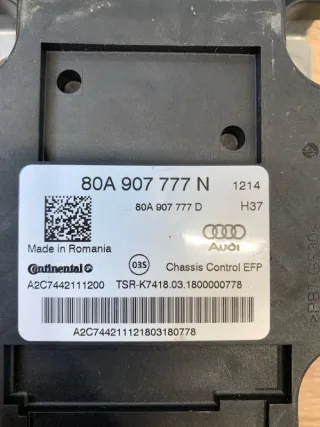 80A 907 777 N 1214
80A 907 777 D H37
Made in Romania Audi
Continental 03S Chassis Control EFP
A2C7442111200 TSR-K7418.03.1800000778
A2C744211121803180778